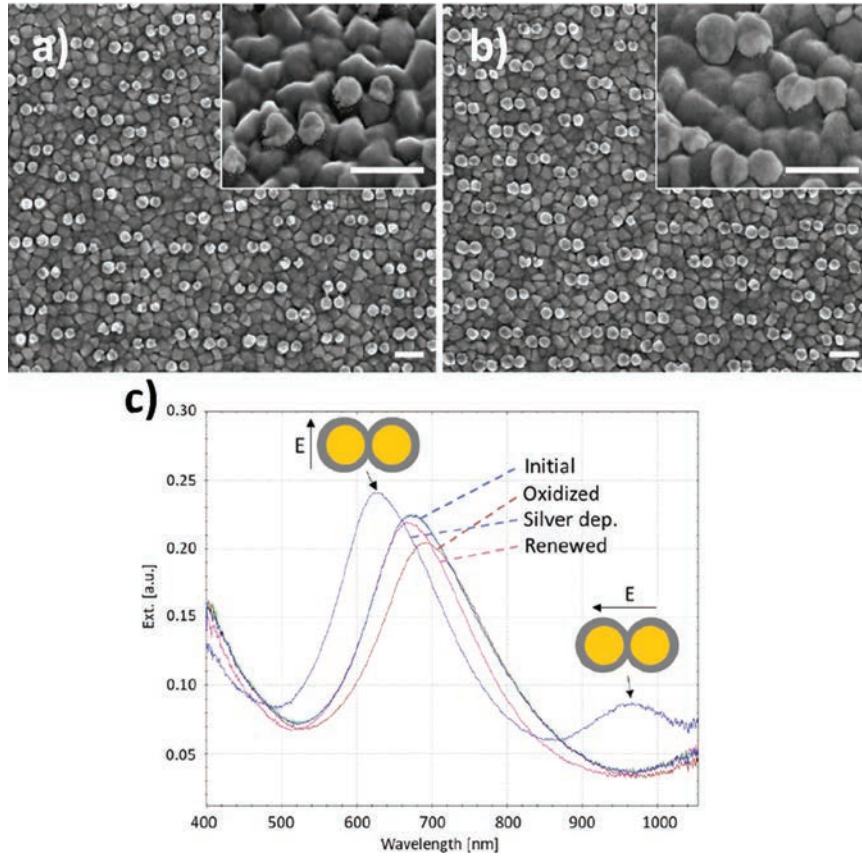 a)
b)
c)
0.30
0.25
0.20
0.15
0.10
0.05
Ext. [a.u.]
E
Initial
Oxidized
Silver dep.
Renewed
E
400 500 600 700 800 900 1000
Wavelength [nm]